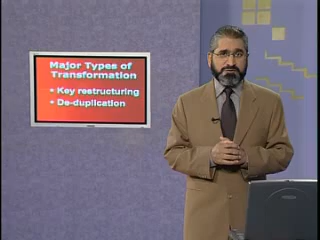 Major Types of
Transformation
• Key restructuring
• De-duplication